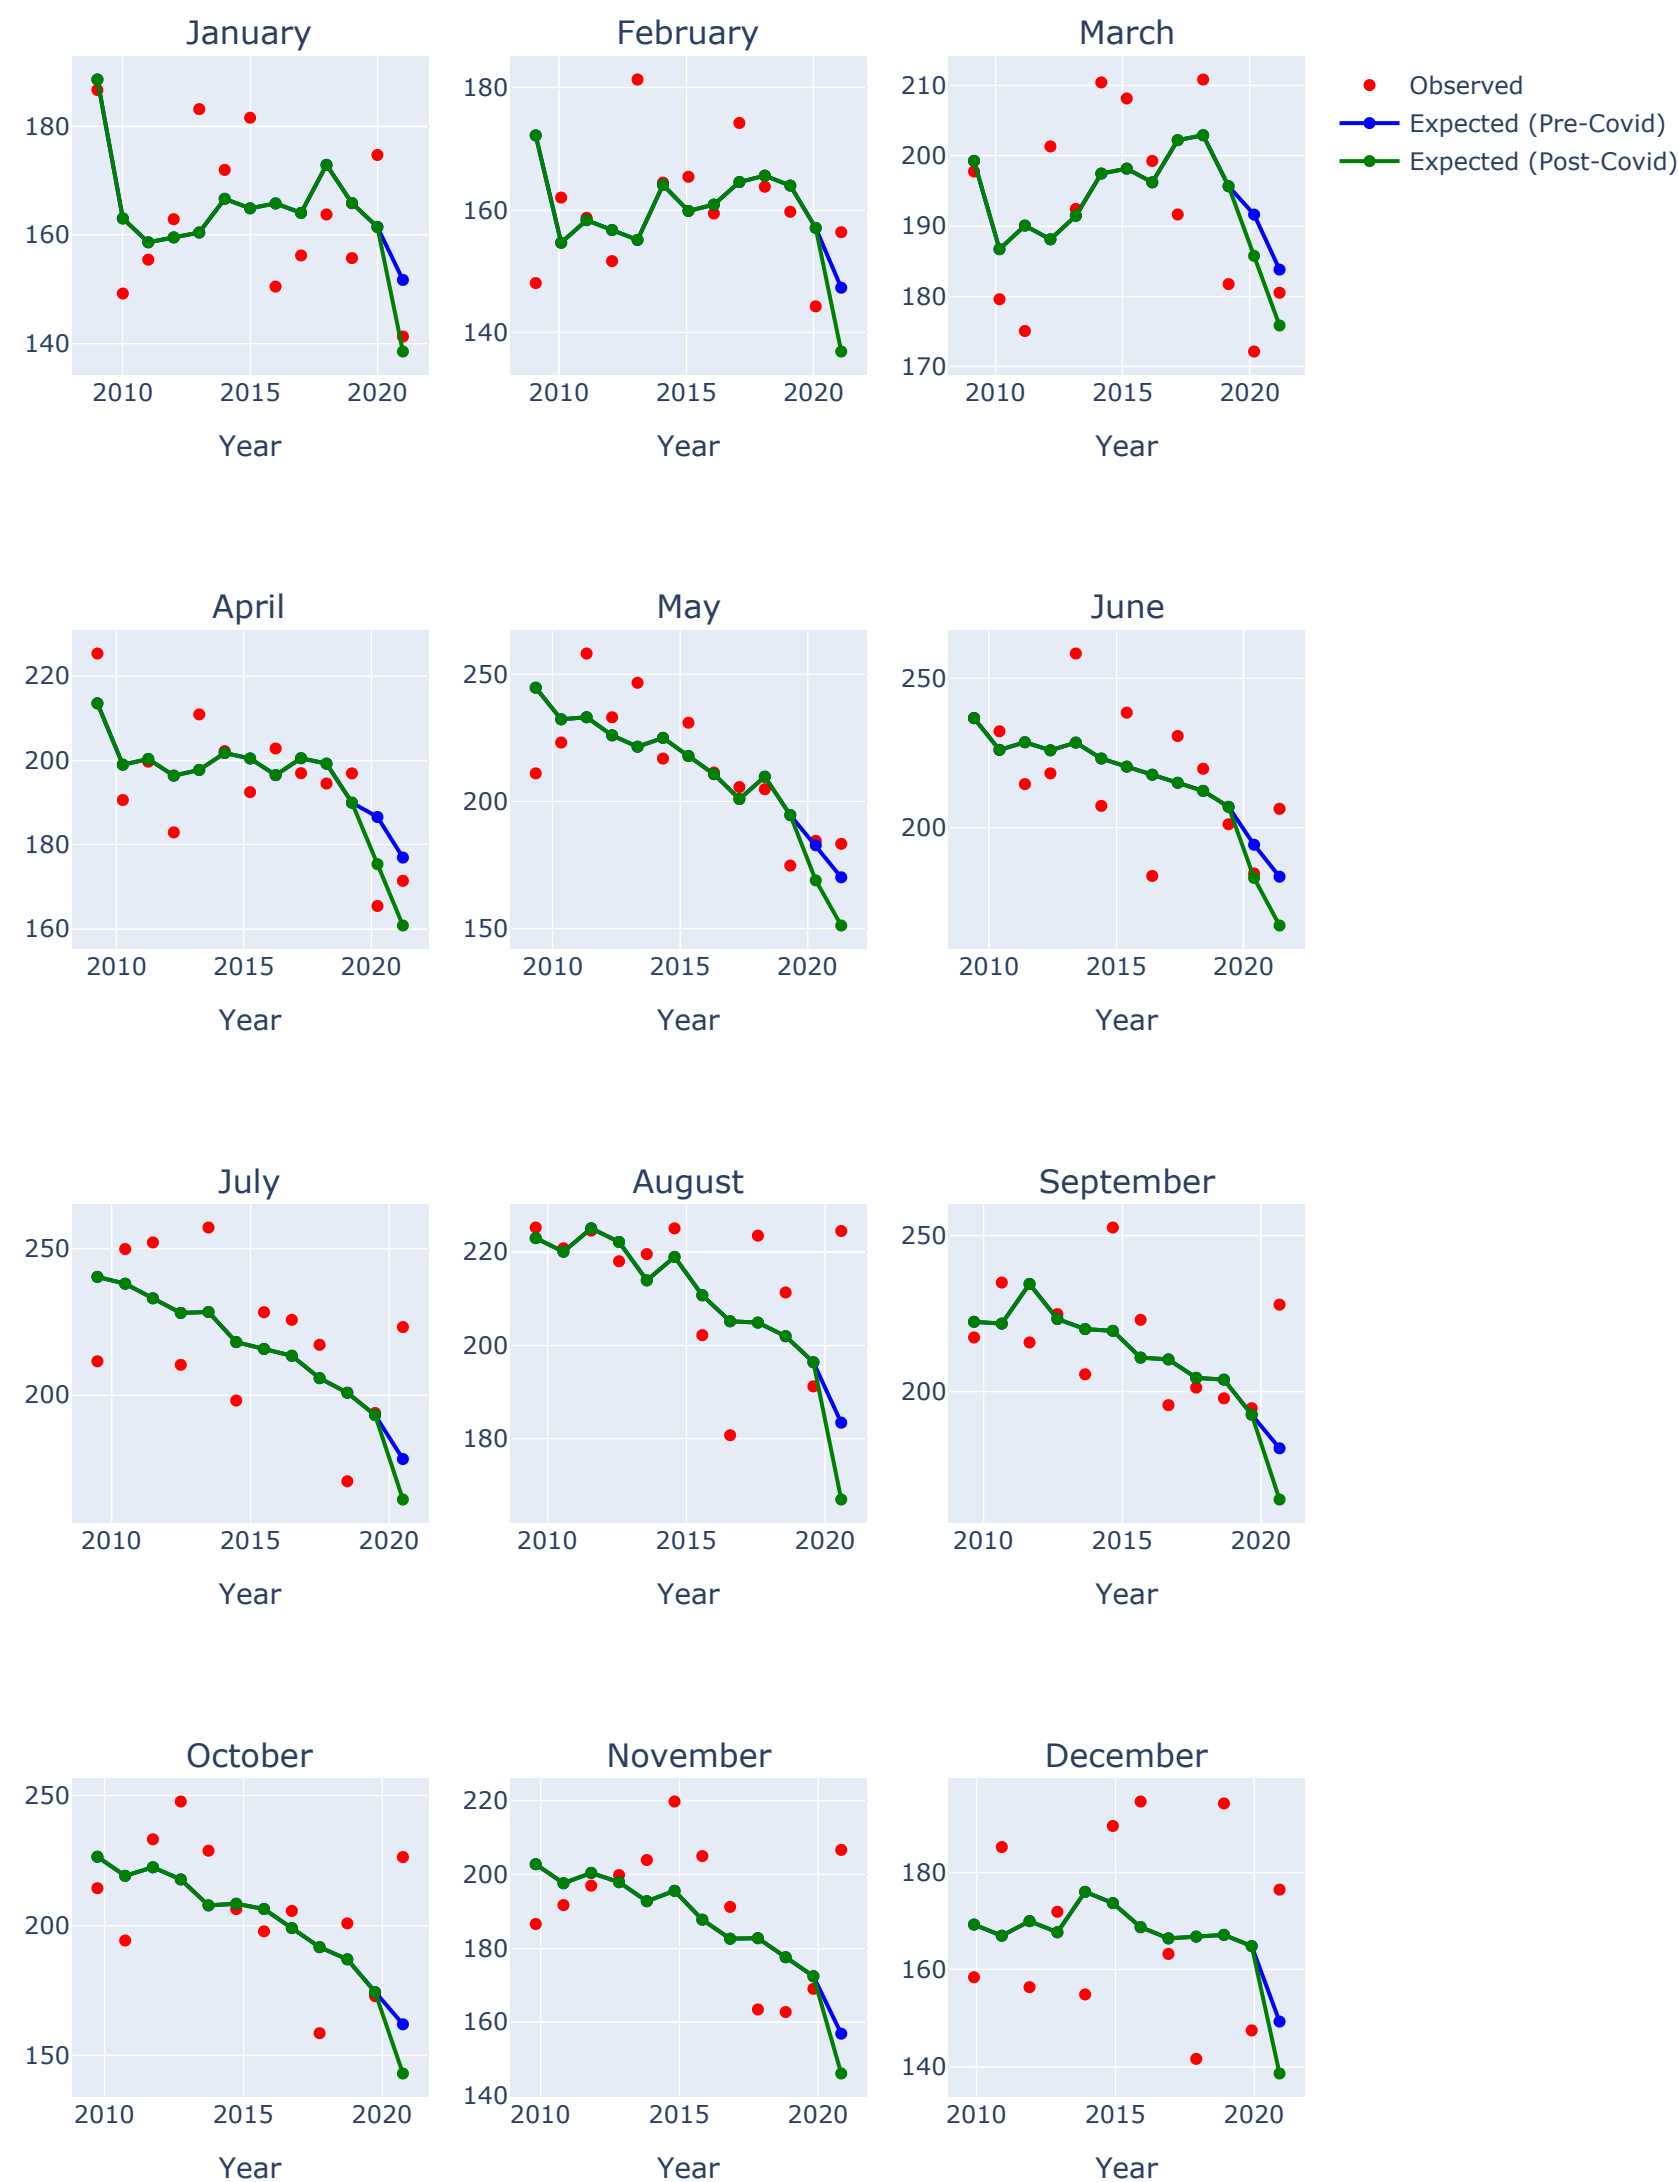 January
February
March
Observed
Expected (Pre-Covid)
Expected (Post-Covid)
180
160
140
2010 2015 2020
Year
180
160
140
2010 2015 2020
Year
210
200
190
180
170
2010 2015 2020
Year
April
May
June
220
200
180
160
2010 2015 2020
Year
250
200
150
2010 2015 2020
Year
250
200
2010 2015 2020
Year
July
August
September
250
200
2010 2015 2020
Year
220
200
180
2010 2015 2020
Year
250
200
2010 2015 2020
Year
October
November
December
250
200
150
2010 2015 2020
Year
220
200
180
160
140
2010 2015 2020
Year
180
160
140
2010 2015 2020
Year